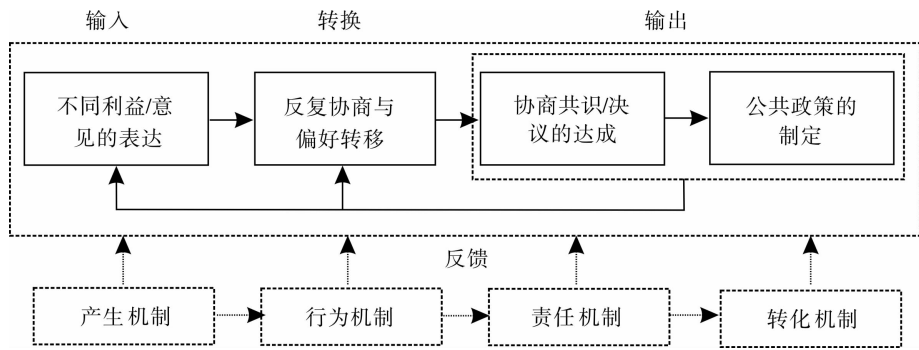 输入
转换
输出
不同利益/意
见的表达
反复协商与
偏好转移
协商共识/决
议的达成
公共政策的
制定
反馈
产生机制
行为机制
责任机制
转化机制